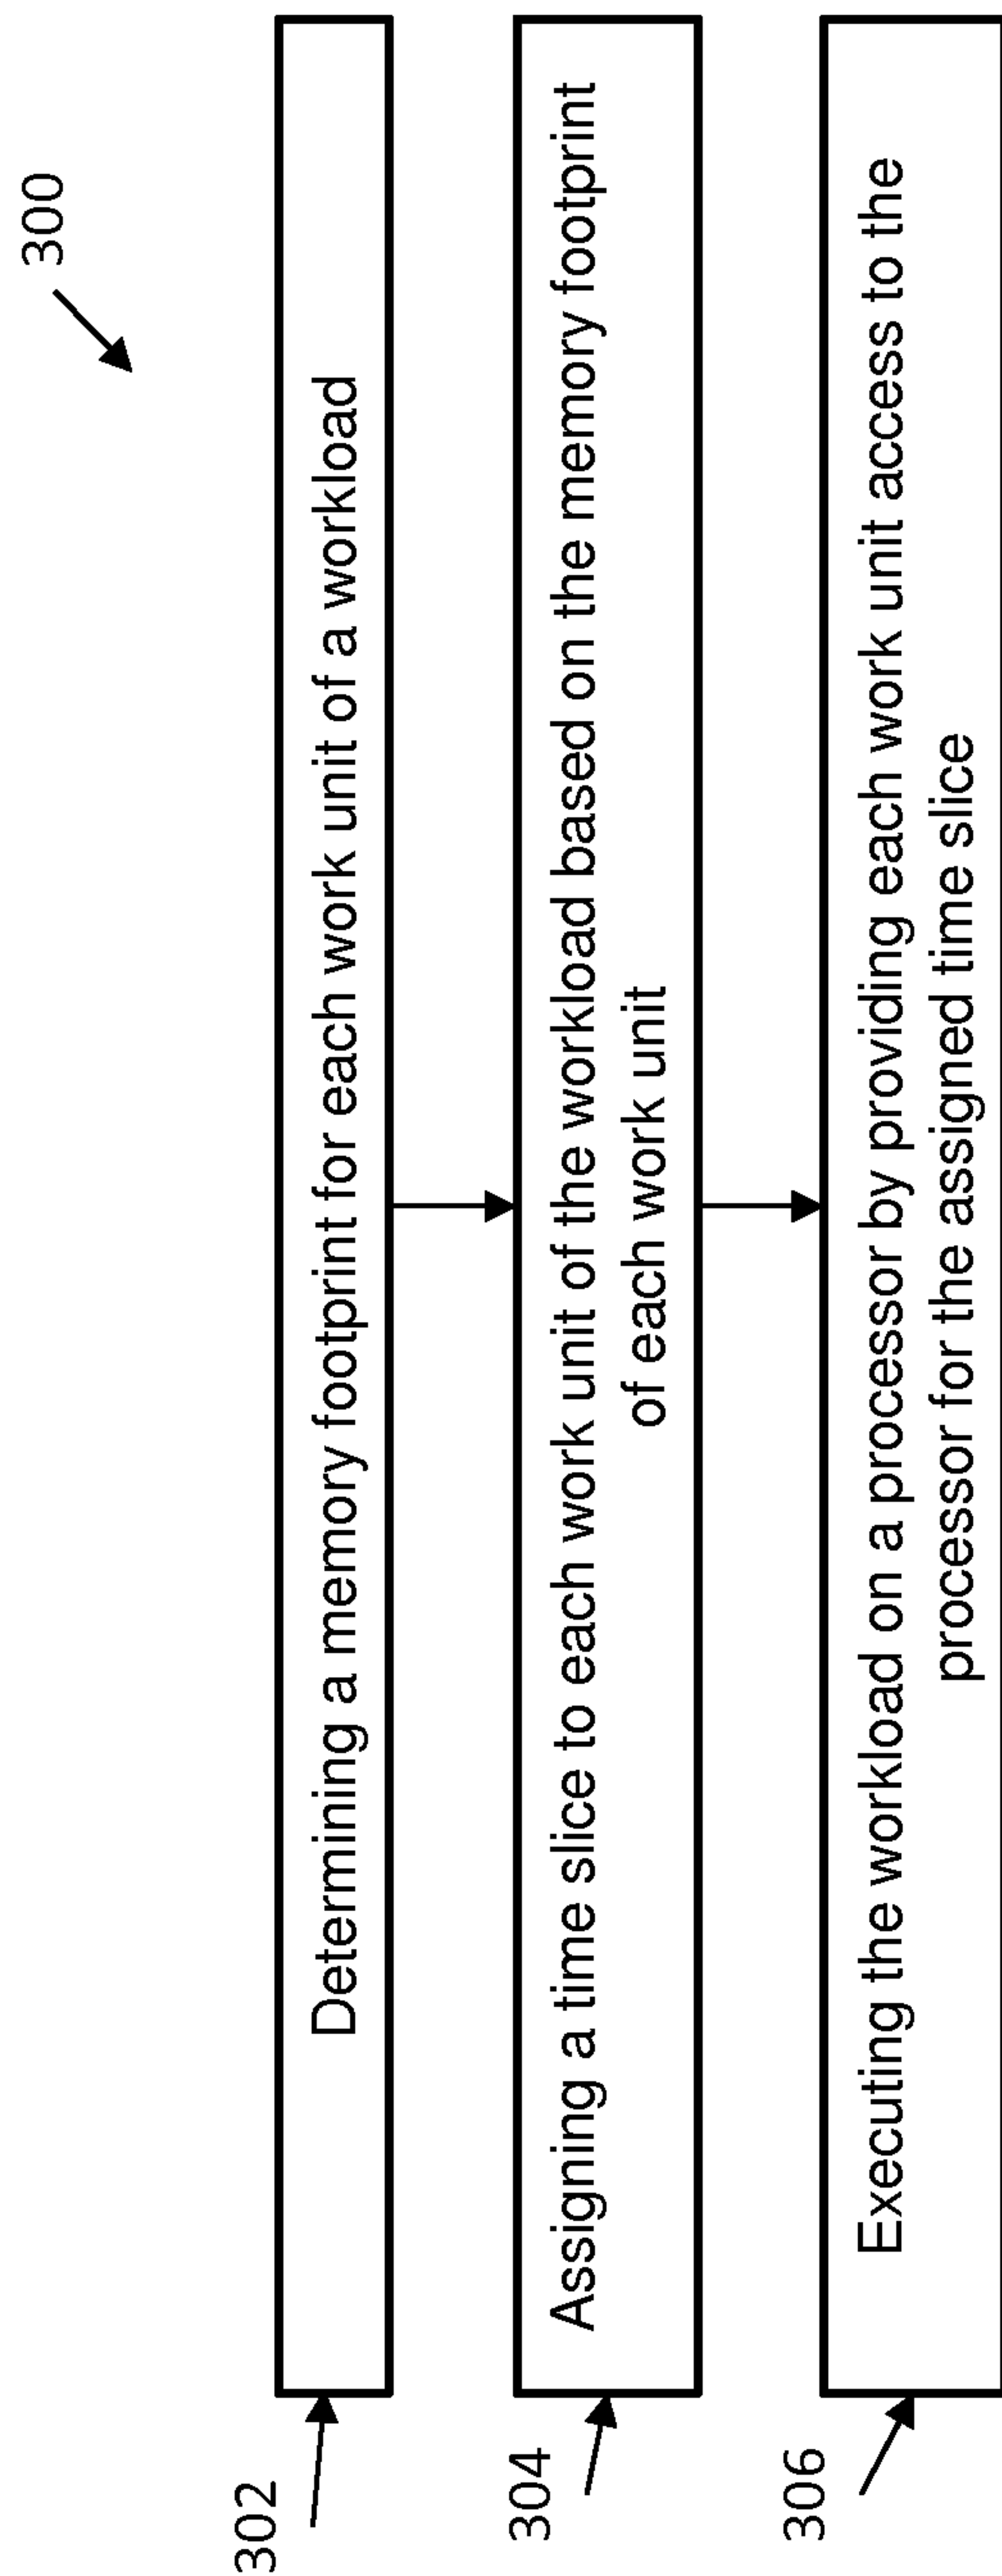 300
302
Determining a memory footprint for each work unit of a workload
304
Assigning a time slice to each work unit of the workload based on the memory footprint
of each work unit
306
Executing the workload on a processor by providing each work unit access to the
processor for the assigned time slice